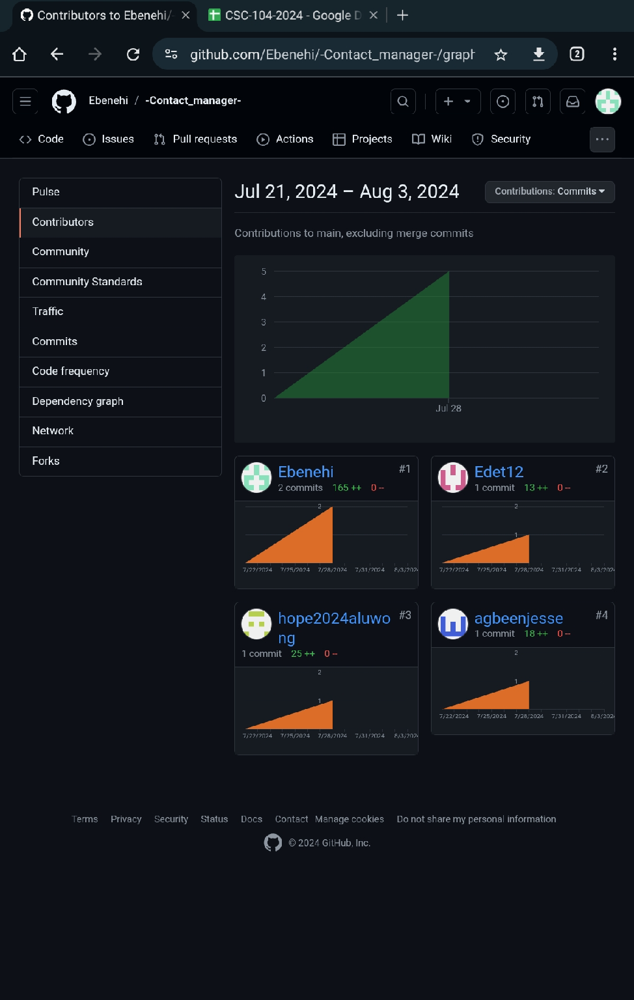 Contributors to Ebenehi/-
CSC-104-2024 - Google D
github.com/Ebenehi/-Contact_manager-/graph
2
Ebenehi / -Contact_manager-
Code
Issues
Pull requests
Actions
Projects
Wiki
Security
Pulse
Contributors
Community
Community Standards
Traffic
Commits
Code frequency
Dependency graph
Network
Forks
Jul 21, 2024 – Aug 3, 2024
Contributions: Commits
Contributions to main, excluding merge commits
5
4
3
2
1
0
Jul 28
Ebenehi
#1
2 commits 165 ++ 0 --
2
7/22/2024 7/25/2024 7/28/2024 7/31/2024 8/3/2024
Edet12
#2
1 commit 13 ++ 0 --
2
1
7/22/2024 7/25/2024 7/28/2024 7/31/2024 8/3/2024
hope2024aluwo
ng
#3
1 commit 25 ++ 0 --
2
1
7/22/2024 7/25/2024 7/28/2024 7/31/2024 8/3/2024
agbeenjesse
#4
1 commit 18 ++ 0 --
2
1
7/22/2024 7/25/2024 7/28/2024 7/31/2024 8/3/2024
Terms Privacy Security Status Docs Contact Manage cookies Do not share my personal information
© 2024 GitHub, Inc.